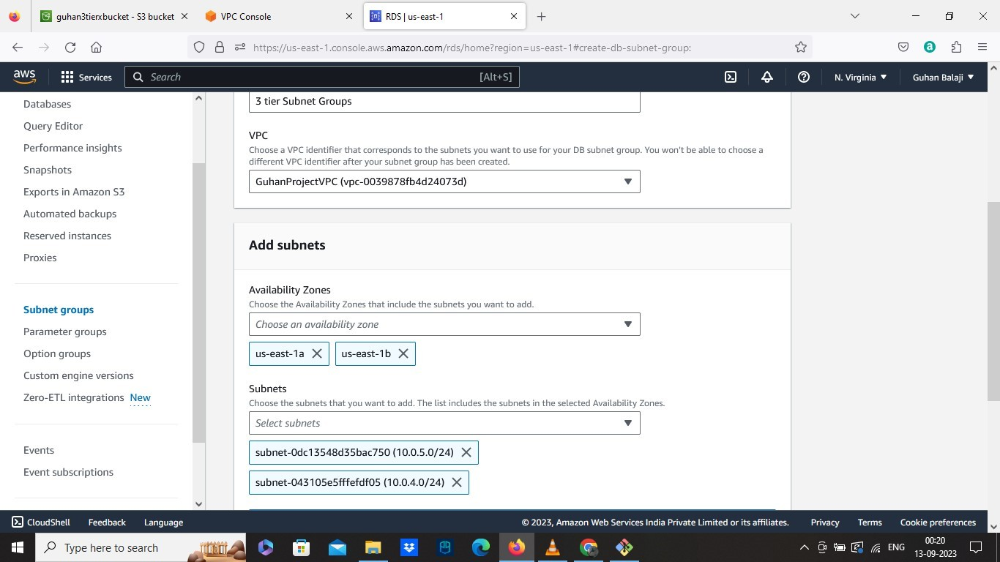 guhan3tierxbucket - S3 bucket
VPC Console
RDS | us-east-1
https://us-east-1.console.aws.amazon.com/rds/home?region=us-east-1#create-db-subnet-group:
aws
Services
Search
[Alt+S]
N. Virginia
Guhan Balaji
Databases
Query Editor
Performance insights
Snapshots
Exports in Amazon S3
Automated backups
Reserved instances
Proxies
Subnet groups
Parameter groups
Option groups
Custom engine versions
Zero-ETL integrations New
Events
Event subscriptions
3 tier Subnet Groups
VPC
Choose a VPC identifier that corresponds to the subnets you want to use for your DB subnet group. You won't be able to choose a
different VPC identifier after your subnet group has been created.
GuhanProjectVPC (vpc-0039878fb4d24073d)
Add subnets
Availability Zones
Choose the Availability Zones that include the subnets you want to add.
Choose an availability zone
us-east-1a
us-east-1b
Subnets
Choose the subnets that you want to add. The list includes the subnets in the selected Availability Zones.
Select subnets
subnet-0dc13548d35bac750 (10.0.5.0/24)
subnet-043105e5fffefdf05 (10.0.4.0/24)
CloudShell
Feedback
Language
© 2023, Amazon Web Services India Private Limited or its affiliates.
Privacy
Terms
Cookie preferences
Type here to search
ENG
00:20
13-09-2023